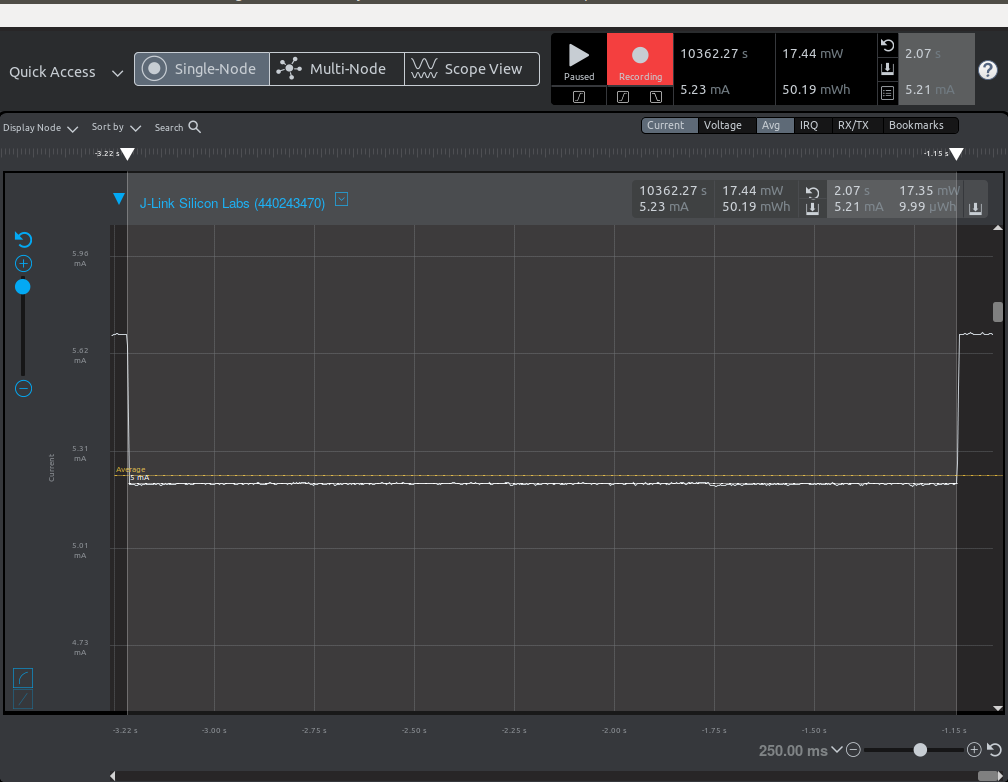 Quick Access
Single-Node
Multi-Node
Scope View
Paused
Recording
10362.27 s
5.23 mA
17.44 mW
50.19 mWh
2.07 s
5.21 mA
?
Display Node
Sort by
Search
Current
Voltage
Avg
IRQ
RX/TX
Bookmarks
-3.22 s
-1.15 s
J-Link Silicon Labs (440243470)
10362.27 s 17.44 mW
5.23 mA 50.19 mWh
2.07 s 17.35 mW
5.21 mA 9.99 µWh
5.96
mA
5.62
mA
5.31
mA
5.01
mA
4.73
mA
Current
Average
5 mA
-3.22 s -3.00 s -2.75 s -2.50 s -2.25 s -2.00 s -1.75 s -1.50 s -1.15 s
250.00 ms